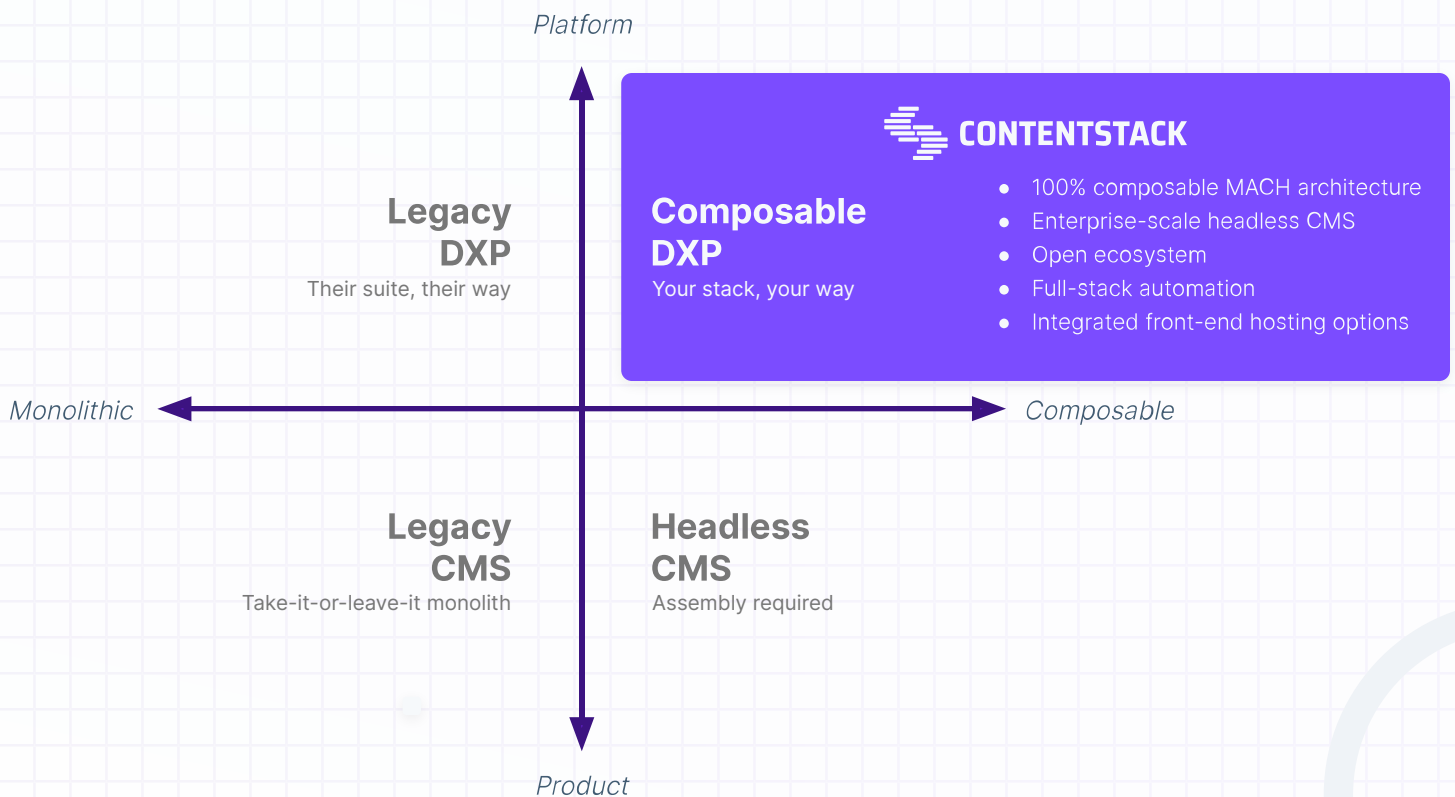 Platform
CONTENTSTACK
Legacy
DXP
Their suite, their way
Composable
DXP
Your stack, your way
● 100% composable MACH architecture
● Enterprise-scale headless CMS
● Open ecosystem
● Full-stack automation
● Integrated front-end hosting options
Monolithic
Composable
Legacy
CMS
Take-it-or-leave-it monolith
Headless
CMS
Assembly required
Product